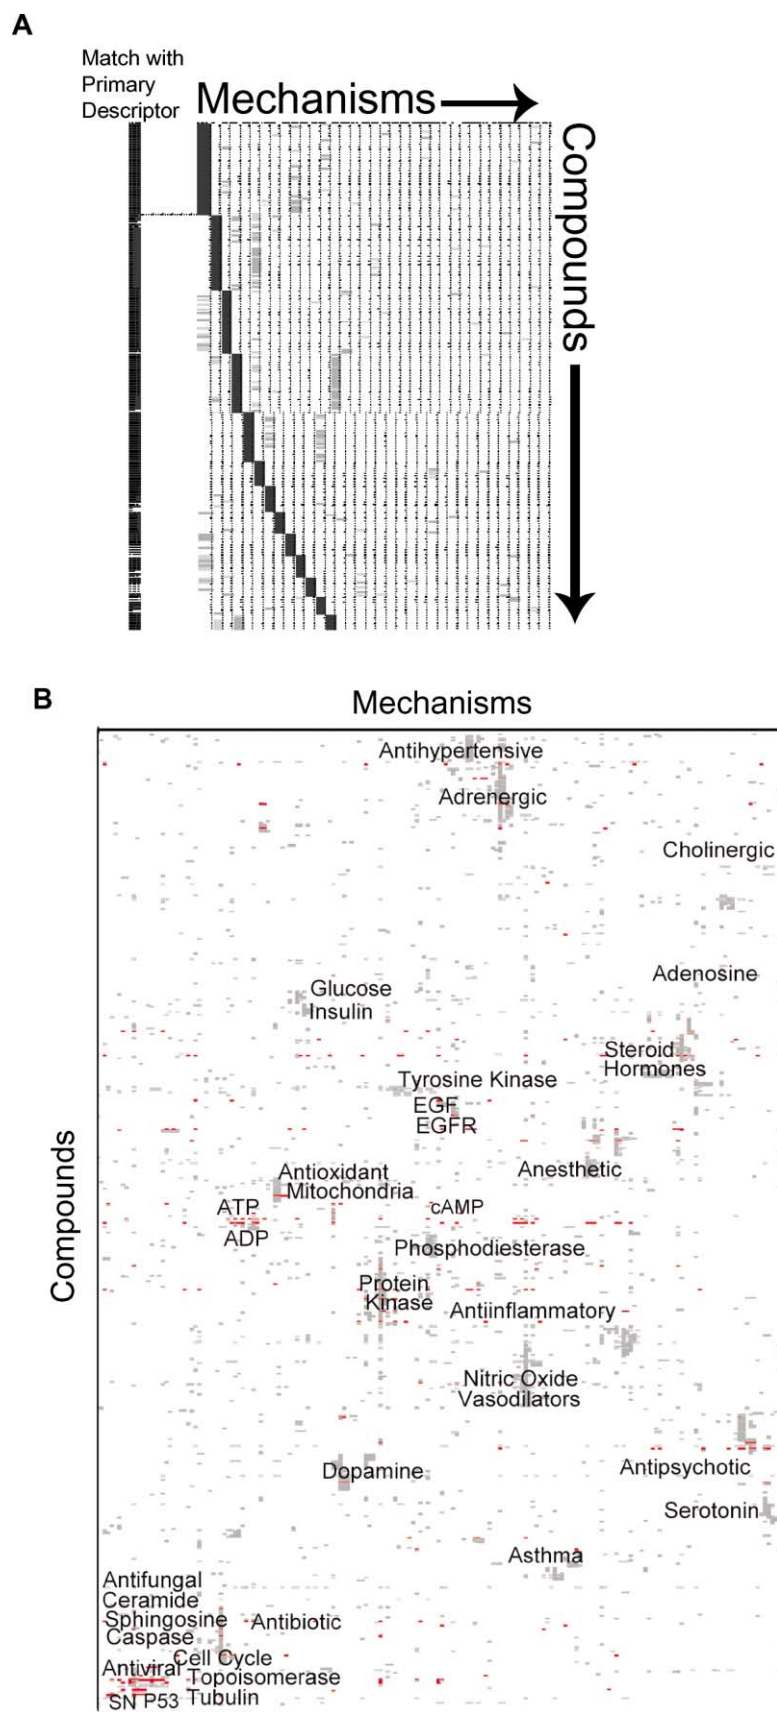 A
Match with
Primary
Descriptor
Mechanisms
Compounds
B
Mechanisms
Compounds
Antihypertensive
Adrenergic
Cholinergic
Adenosine
Glucose
Insulin
Steroid
Hormones
Tyrosine Kinase
EGF
EGFR
Anesthetic
Antioxidant
Mitochondria
ATP
cAMP
ADP
Phosphodiesterase
Protein
Kinase
Antiinflammatory
Nitric Oxide
Vasodilators
Dopamine
Antipsychotic
Serotonin
Asthma
Antifungal
Ceramide
Sphingosine
Antibiotic
Caspase
Cell Cycle
Antiviral
Topoisomerase
SN P53 Tubulin